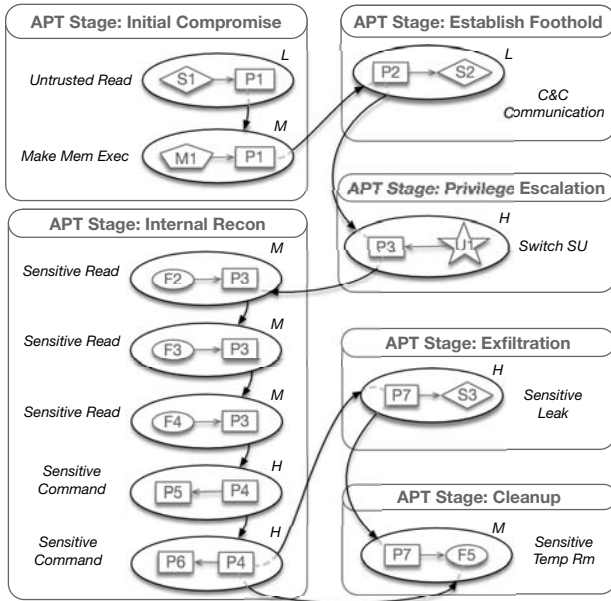 APT Stage: Initial Compromise
L
Untrusted Read
S1
P1
M
Make Mem Exec
M1
P1
APT Stage: Establish Foothold
L
P2
S2
C&C
Communication
APT Stage: Privilege Escalation
H
P3
U1
Switch SU
APT Stage: Internal Recon
M
Sensitive Read
F2
P3
M
Sensitive Read
F3
P3
M
Sensitive Read
F4
P3
H
Sensitive
Command
P5
P4
H
Sensitive
Command
P6
P4
APT Stage: Exfiltration
H
P7
S3
Sensitive
Leak
APT Stage: Cleanup
M
P7
F5
Sensitive
Temp Rm